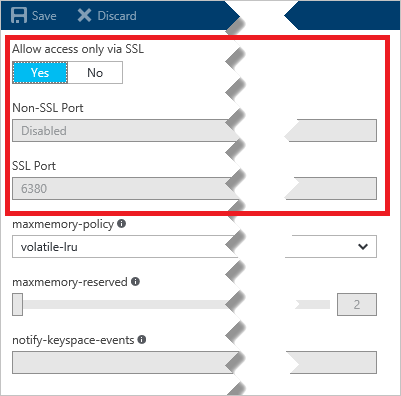 Save Discard
Allow access only via SSL
Yes No
Non-SSL Port
Disabled
SSL Port
6380
maxmemory-policy
volatile-lru
maxmemory-reserved
2
notify-keyspace-events